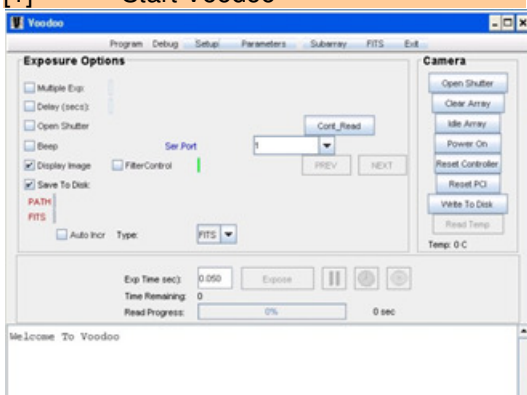 [1] Start Voodoo
Voodoo
Program Debug Setup Parameters Subarray FITS Exit
Exposure Options
Camera
Multiple Exp:
Open Shutter
Delay (secs):
Clear Array
Open Shutter
Cont_Read
Idle Array
Beep
Ser.Port
1
Power On
Display Image
FilterControl
PREV
NEXT
Reset Controller
Save To Disk:
Reset PCI
PATH
Write To Disk
FITS
Read Temp
Auto Incr Type: FITS
Temp: 0 C
Exp Time sec): 0.050 Expose
Time Remaining: 0
Read Progress: 0% 0 sec
Welcome To Voodoo